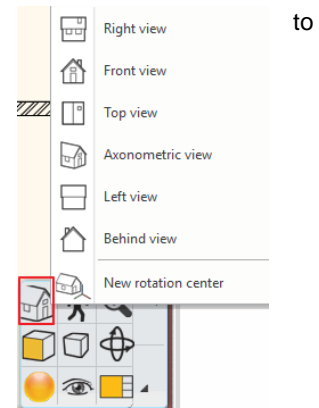 Right view to
Front view
Top view
Axonometric view
Left view
Behind view
New rotation center